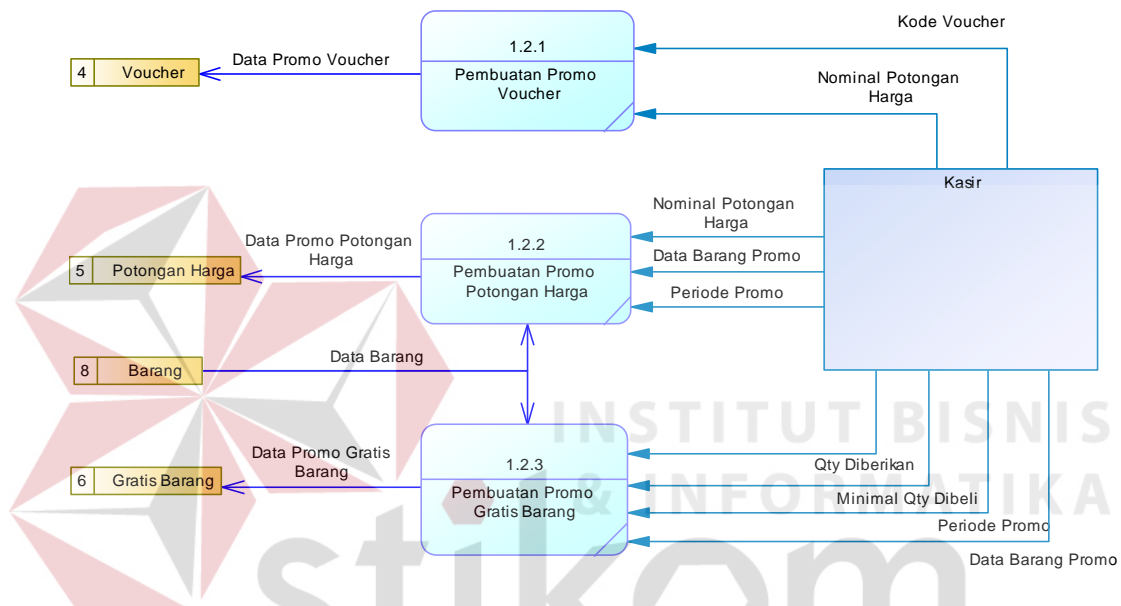 Kode Voucher
1.2.1
Data Promo Voucher
4 Voucher
Pembuatan Promo
Voucher
Nominal Potongan
Harga
Kasir
Nominal Potongan
Harga
1.2.2
Data Promo Potongan
Harga
Data Barang Promo
5 Potongan Harga
Pembuatan Promo
Potongan Harga
Periode Promo
Data Barang
8 Barang
INSTITUT BISNIS
Data Promo Gratis
Barang
1.2.3
Qty Diberikan
6 Gratis Barang
Pembuatan Promo
Gratis Barang
& INFORMATIKA
Minimal Qty Dibeli
Periode Promo
Data Barang Promo
stikom